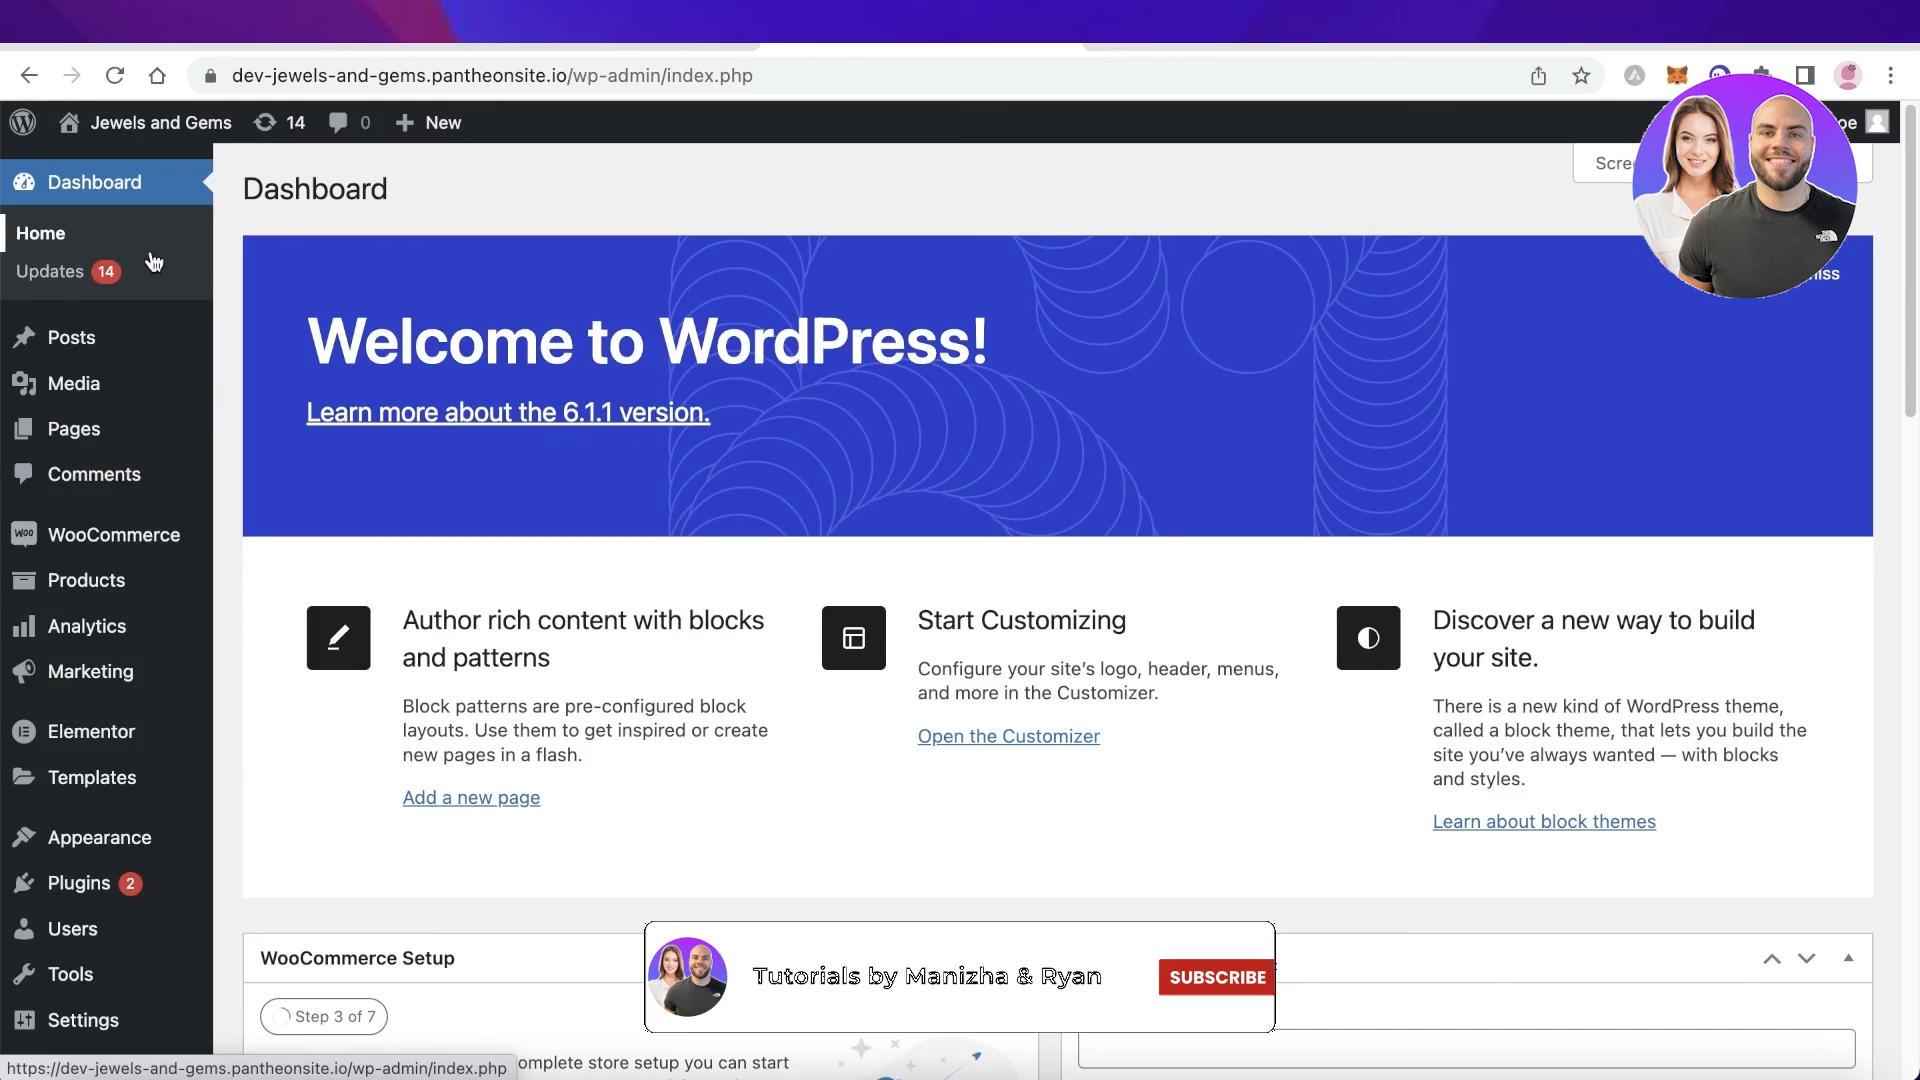 dev-jewels-and-gems.pantheonsite.io/wp-admin/index.php
Jewels and Gems
14
0
New
Dashboard
Home
Updates 14
Posts
Media
Pages
Comments
WooCommerce
Products
Analytics
Marketing
Elementor
Templates
Appearance
Plugins 2
Users
Tools
Settings
Dashboard
Welcome to WordPress!
Learn more about the 6.1.1 version.
Author rich content with blocks
and patterns
Block patterns are pre-configured block
layouts. Use them to get inspired or create
new pages in a flash.
Add a new page
Start Customizing
Configure your site's logo, header, menus,
and more in the Customizer.
Open the Customizer
Discover a new way to build
your site.
There is a new kind of WordPress theme,
called a block theme, that lets you build the
site you've always wanted — with blocks
and styles.
Learn about block themes
WooCommerce Setup
Step 3 of 7
omplete store setup you can start
Tutorials by Manizha & Ryan
SUBSCRIBE
https://dev-jewels-and-gems.pantheonsite.io/wp-admin/index.php